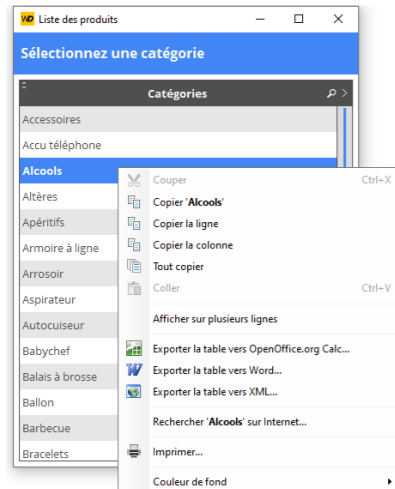 WD Liste des produits
Sélectionnez une catégorie
Catégories
Accessoires
Accu téléphone
Alcools
Altères
Apéritifs
Armoire à ligne
Arrosoir
Aspirateur
Autocuiseur
Babychef
Balais à brosse
Ballon
Barbecue
Bracelets
Couper Ctrl+X
Copier 'Alcools'
Copier la ligne
Copier la colonne
Tout copier
Coller Ctrl+V
Afficher sur plusieurs lignes
Exporter la table vers OpenOffice.org Calc...
Exporter la table vers Word...
Exporter la table vers XML...
Rechercher 'Alcools' sur Internet...
Imprimer...
Couleur de fond